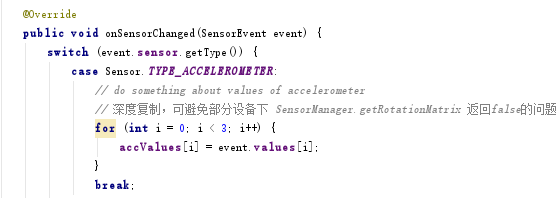 @Override
public void onSensorChanged(SensorEvent event) {
switch (event.sensor.getType()) {
case Sensor.TYPE_ACCELEROMETER:
// do something about values of accelerometer
// 深度复制，可避免部分设备下 SensorManager.getRotationMatrix 返回false的问题
for (int i = 0; i < 3; i++) {
accValues[i] = event.values[i];
}
break;